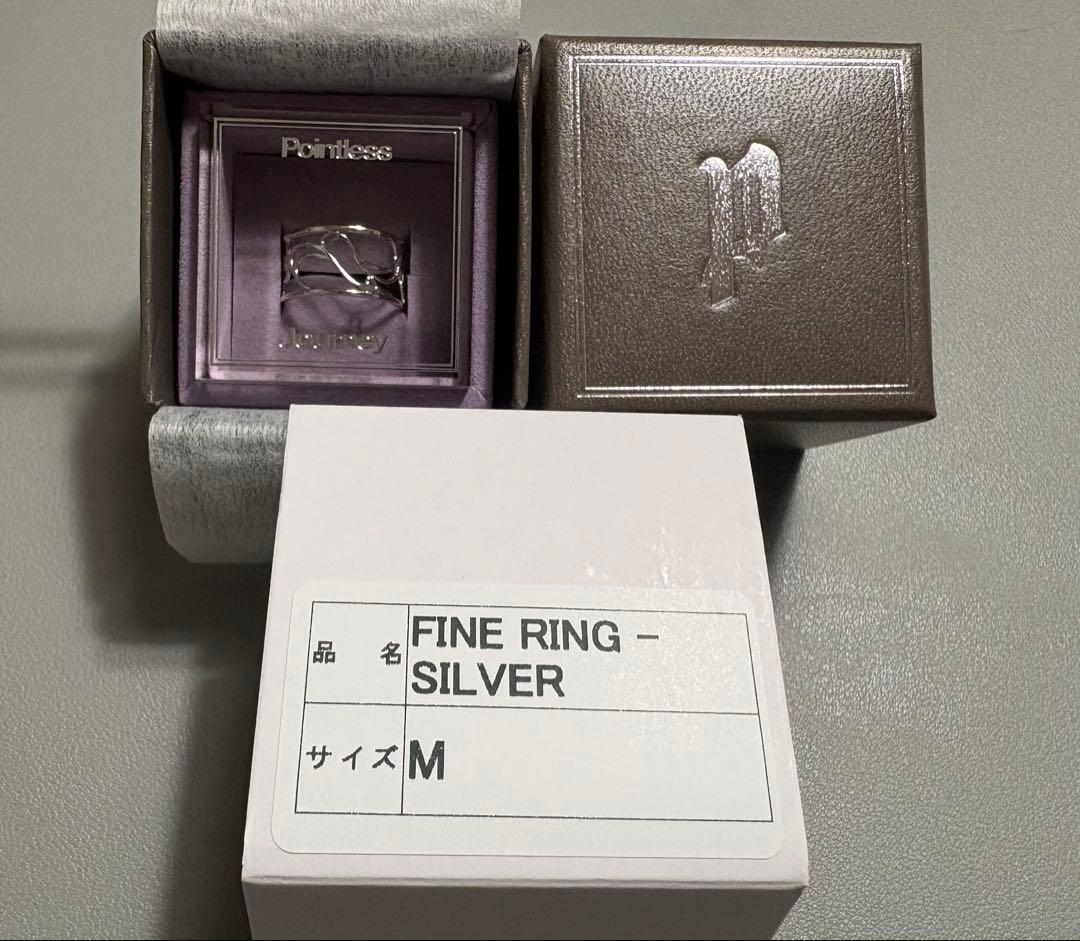 Pointless
Journey
p
品 名
FINE RING -
SILVER
サイズ
M